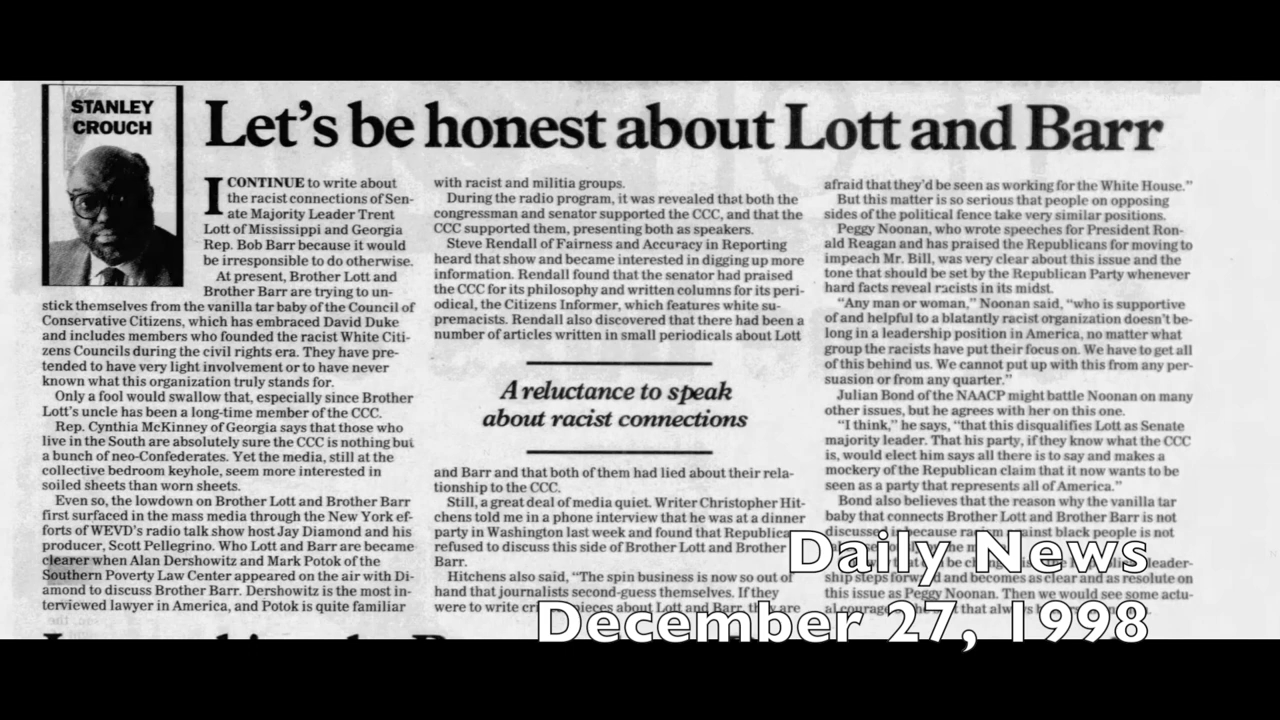 STANLEY
CROUCH
Let's be honest about Lott and Barr
I CONTINUE to write about
the racist connections of Sen-
ate Majority Leader Trent
Lott of Mississippi and Georgia
Rep. Bob Barr because it would
be irresponsible to do otherwise.
At present, Brother Lott and
Brother Barr are trying to un-
stick themselves from the vanilla tar baby of the Council of
Conservative Citizens, which has embraced David Duke
and includes members who founded the racist White Citi-
zens Councils during the civil rights era. They have pre-
tended to have very light involvement or to have never
known what this organization truly stands for.
Only a fool would swallow that, especially since Brother
Lott's uncle has been a long-time member of the CCC.
Rep. Cynthia McKinney of Georgia says that those who
live in the South are absolutely sure the CCC is nothing but
a bunch of neo-Confederates. Yet the media, still at the
collective bedroom keyhole, seem more interested in
soiled sheets than worn sheets.
Even so, the lowdown on Brother Lott and Brother Barr
first surfaced in the mass media through the New York ef-
forts of WEVD's radio talk show host Jay Diamond and his
producer, Scott Pellegrino. Who Lott and Barr are became
clearer when Alan Dershowitz and Mark Potok of the
Southern Poverty Law Center appeared on the air with Di-
amond to discuss Brother Barr. Dershowitz is the most in-
terviewed lawyer in America, and Potok is quite familiar
with racist and militia groups.
During the radio program, it was revealed that both the
congressman and senator supported the CCC, and that the
CCC supported them, presenting both as speakers.
Steve Rendall of Fairness and Accuracy in Reporting
heard that show and became interested in digging up more
information. Rendall found that the senator had praised
the CCC for its philosophy and written columns for its peri-
odical, the Citizens Informer, which features white su-
premacists. Rendall also discovered that there had been a
number of articles written in small periodicals about Lott
A reluctance to speak
about racist connections
and Barr and that both of them had lied about their rela-
tionship to the CCC.
Still, a great deal of media quiet. Writer Christopher Hit-
chens told me in a phone interview that he was at a dinner
party in Washington last week and found that Republicans
refused to discuss this side of Brother Lott and Brother
Barr.
Hitchens also said, "The spin business is now so out of
hand that journalists second-guess themselves. If they
were to write pieces about Lott and Barr, they are
afraid that they'd be seen as working for the White House."
But this matter is so serious that people on opposing
sides of the political fence take very similar positions.
Peggy Noonan, who wrote speeches for President Ron-
ald Reagan and has praised the Republicans for moving to
impeach Mr. Bill, was very clear about this issue and the
tone that should be set by the Republican Party whenever
hard facts reveal racists in its midst.
"Any man or woman," Noonan said, "who is supportive
of and helpful to a blatantly racist organization doesn't be-
long in a leadership position in America, no matter what
group the racists have put their focus on. We have to get all
of this behind us. We cannot put up with this from any per-
suasion or from any quarter."
Julian Bond of the NAACP might battle Noonan on many
other issues, but he agrees with her on this one.
"I think," he says, "that this disqualifies Lott as Senate
majority leader. That his party, if they know what the CCC
is, would elect him says all there is to say and makes a
mockery of the Republican claim that it now wants to be
seen as a party that represents all of America."
Bond also believes that the reason why the vanilla tar
baby that connects Brother Lott and Brother Barr is not
discussed is because racism against black people is not
leader-
ship steps forward and becomes as clear and as resolute on
this issue as Peggy Noonan. Then we would see some actu-
al courage that
Daily News
December 27, 1998